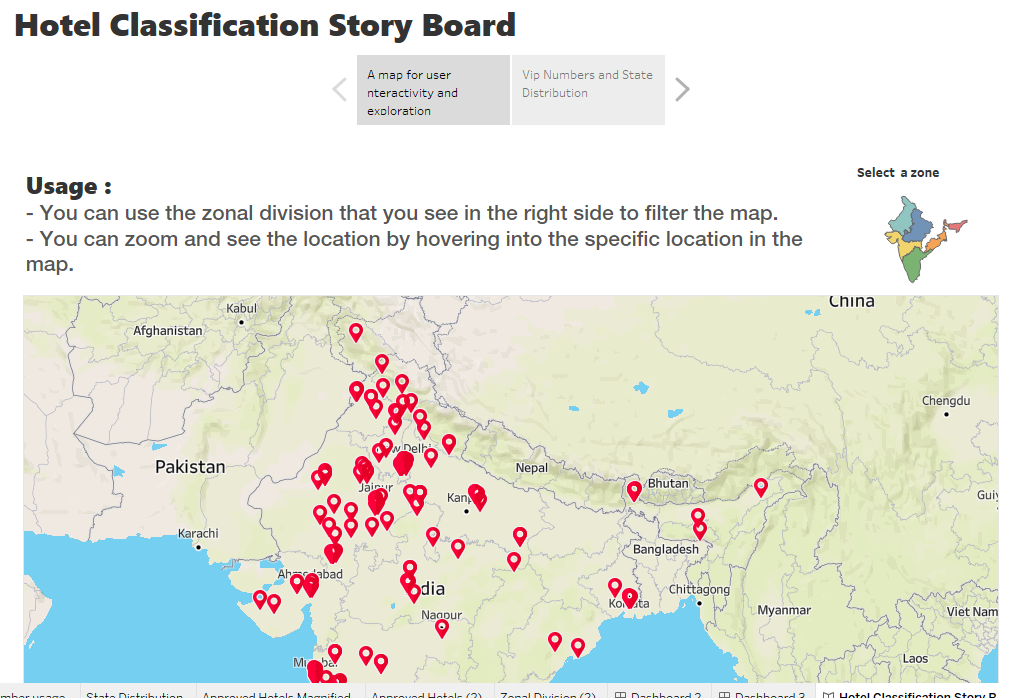 Hotel Classification Story Board
A map for user
nteractivity and
exploration
Vip Numbers and State
Distribution
Select a zone
Usage :
- You can use the zonal division that you see in the right side to filter the map.
- You can zoom and see the location by hovering into the specific location in the
map.
China
Kabul
Afghanistan
Chengdu
Pakistan
w Delhi
Nepal
Bhutan
Jaipur
Kanp
Guiy
Karachi
Bangladesh
Ahmedabad
dia
Chittagong
Kolkata
Myanmar
Nagpur
Viet Nam
Laos
Mumbai
mber usage
State Distribution
Approved Hotels Magnified
Approved Hotels (2)
Zonal Division (2)
Dashboard 2
Dashboard 3
Hotel Classification Story B